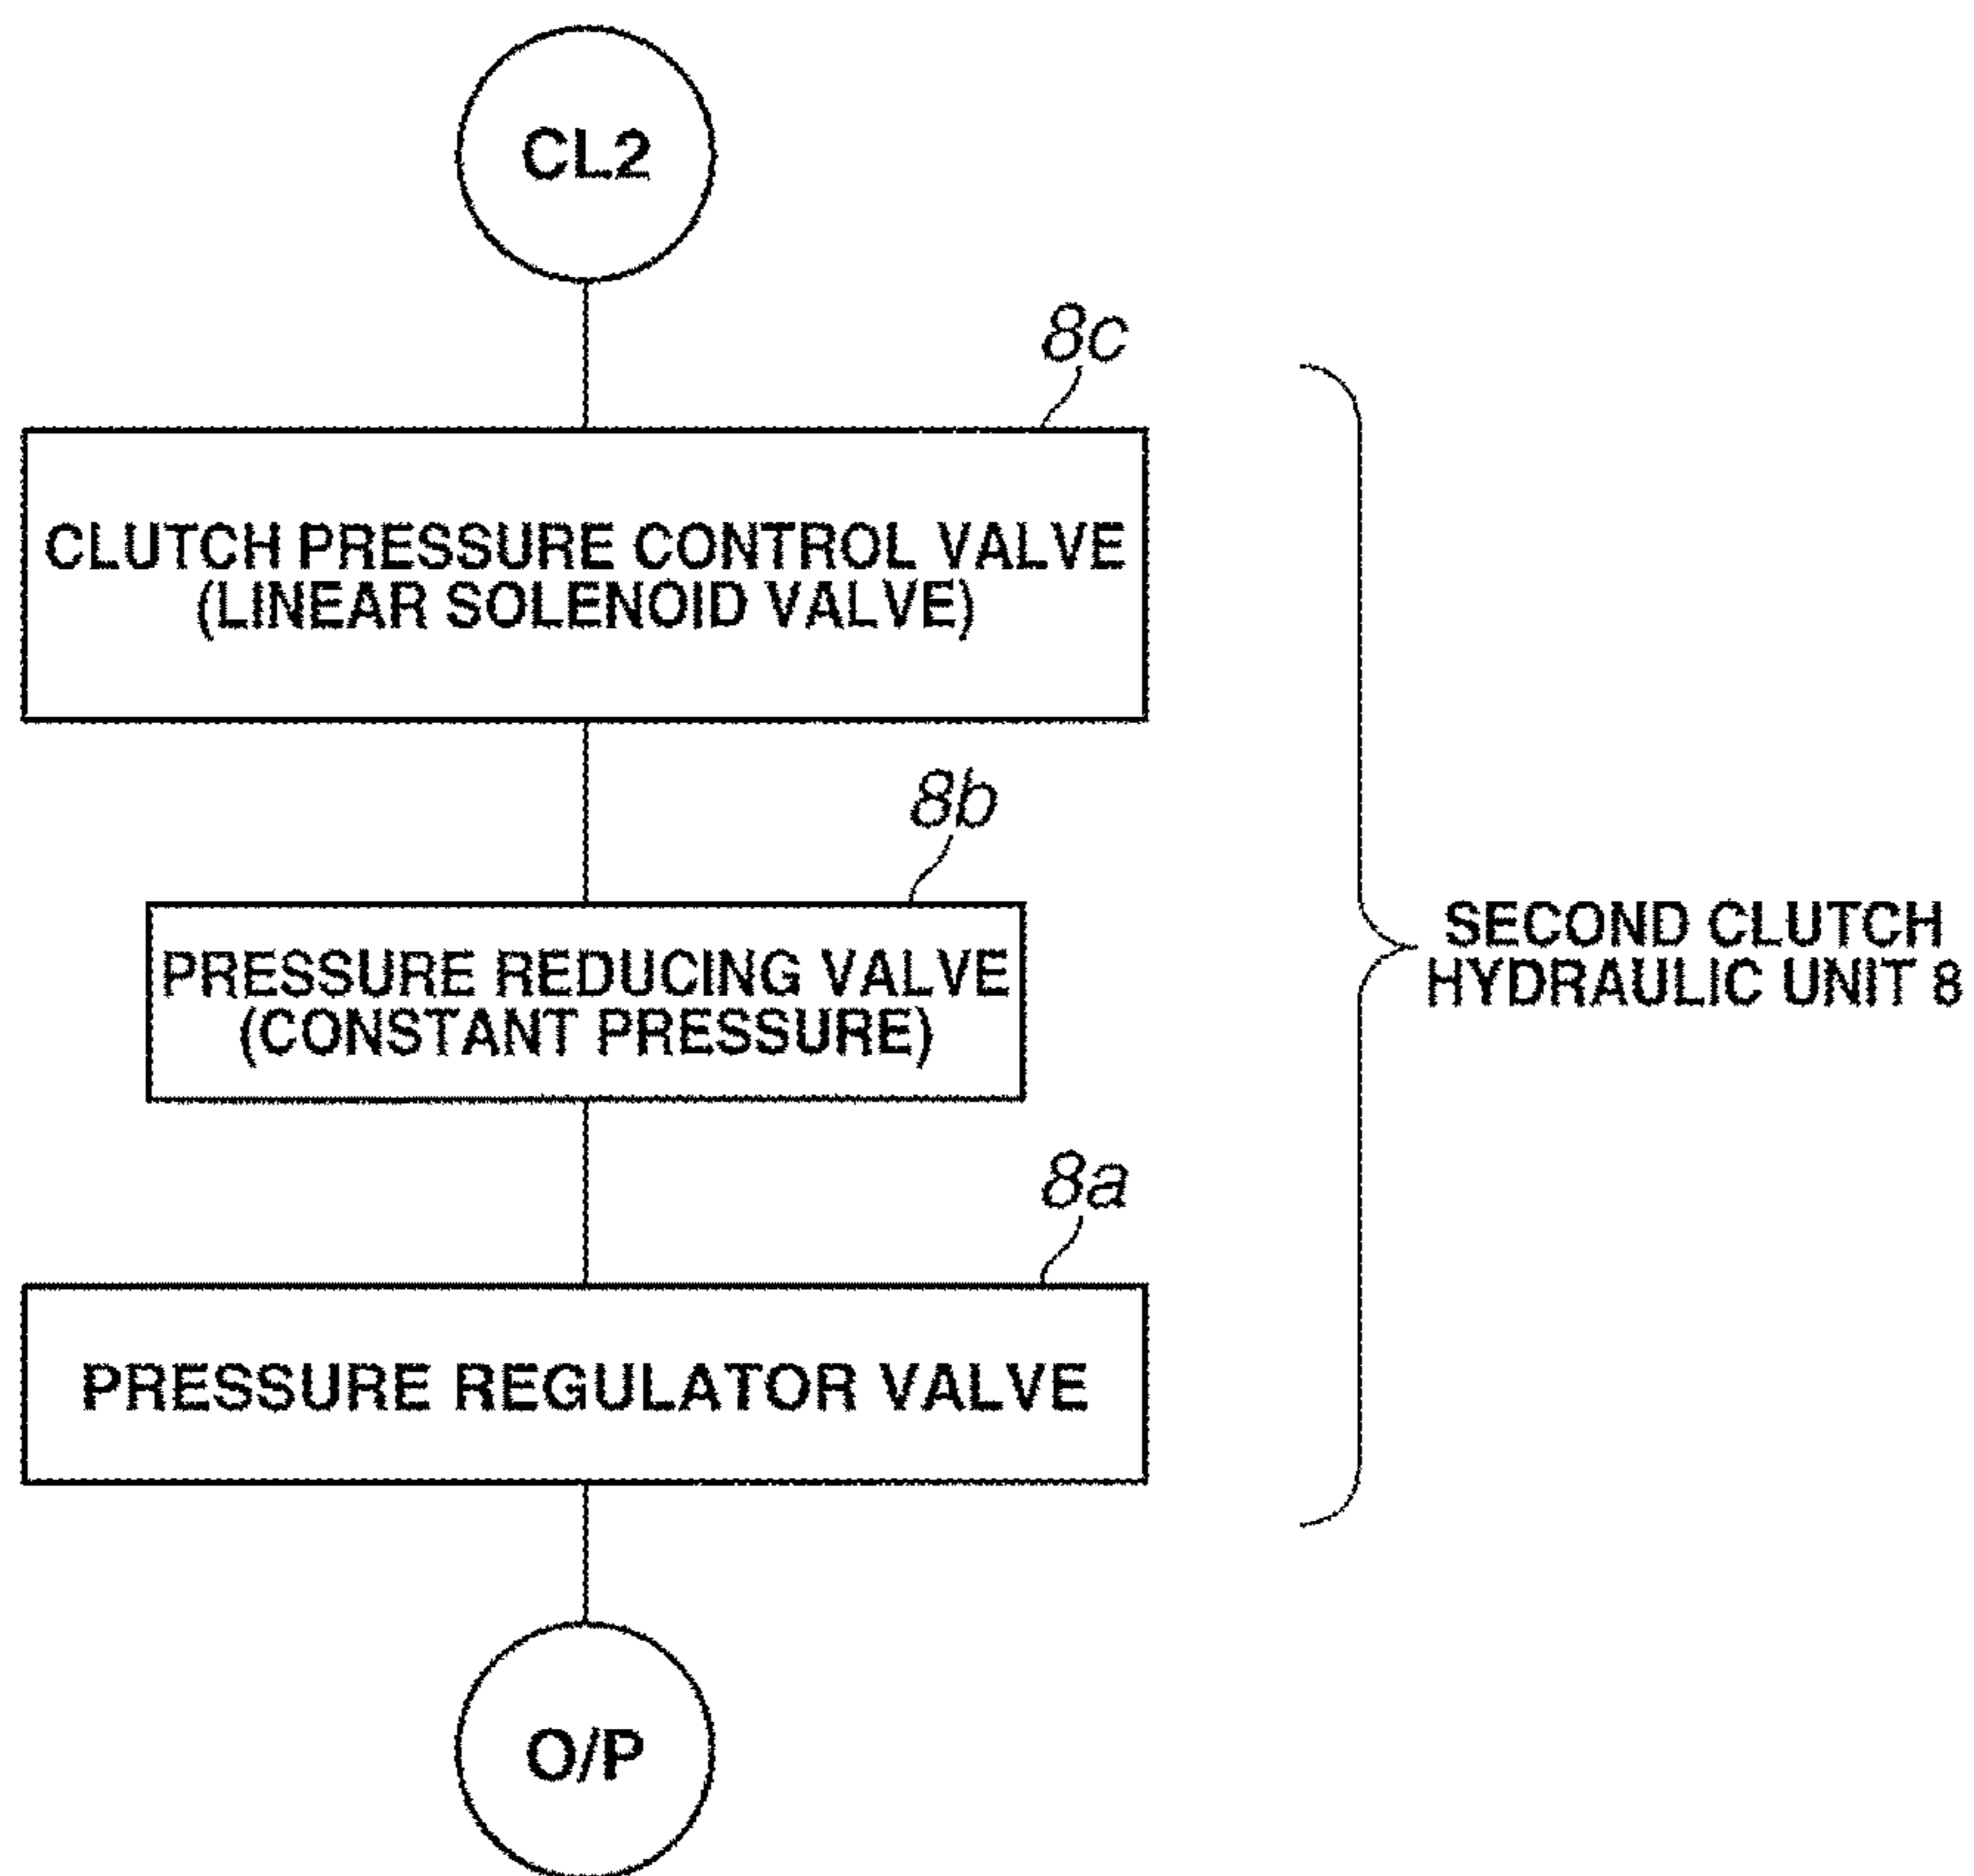 CL2
8c
CLUTCH PRESSURE CONTROL VALVE
(LINEAR SOLENOID VALVE)
8b
PRESSURE REDUCING VALVE
(CONSTANT PRESSURE)
SECOND CLUTCH
HYDRAULIC UNIT 8
8a
PRESSURE REGULATOR VALVE
O/P